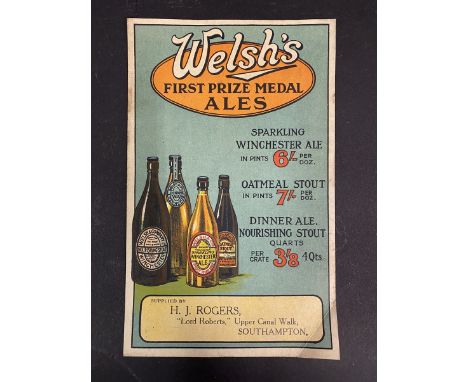 Welsh's
FIRST PRIZE MEDAL
ALES
SPARKLING
WINCHESTER ALE
IN PINTS 6/- PER DOZ.
OATMEAL STOUT
IN PINTS 7/- PER DOZ.
DINNER ALE.
NOURISHING STOUT
QUARTS
PER CRATE 3/8 4 Qts.
WINCHESTER
ALE
SUPPLIED BY
H. J. ROGERS,
"Lord Roberts," Upper Canal Walk,
SOUTHAMPTON.